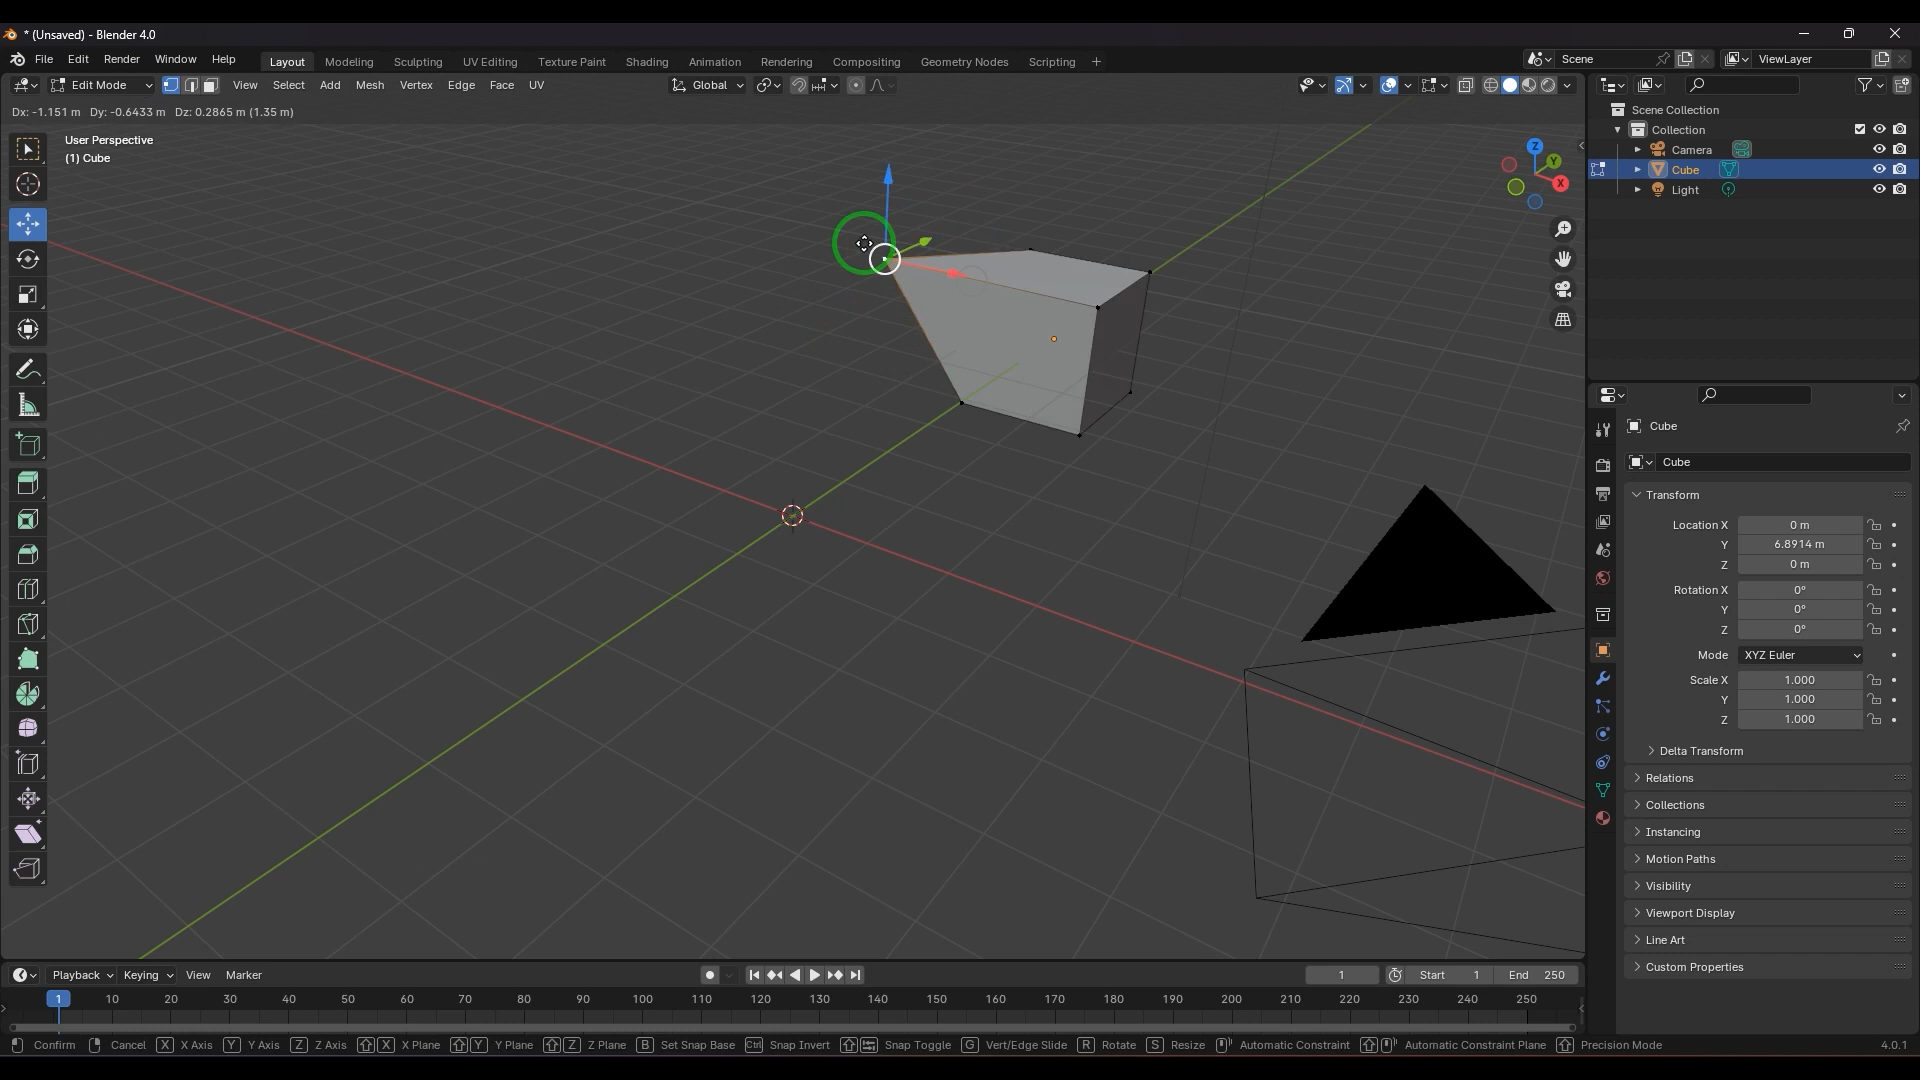 * (Unsaved) - Blender 4.0
File Edit Render Window Help Layout Modeling Sculpting UV Editing Texture Paint Shading Animation Rendering Compositing Geometry Nodes Scripting + Scene ViewLayer
Edit Mode View Select Add Mesh Vertex Edge Face UV Global
Dx: -1.151 m Dy: -0.6433 m Dz: 0.2865 m (1.35 m)
User Perspective
(1) Cube
Z
Y
X
Scene Collection
Collection
Camera
Cube
Light
Cube
Cube
Transform
Location X 0 m
Y 6.8914 m
Z 0 m
Rotation X 0°
Y 0°
Z 0°
Mode XYZ Euler
Scale X 1.000
Y 1.000
Z 1.000
Delta Transform
Relations
Collections
Instancing
Motion Paths
Visibility
Viewport Display
Line Art
Custom Properties
Playback Keying View Marker 1 Start 1 End 250
1 10 20 30 40 50 60 70 80 90 100 110 120 130 140 150 160 170 180 190 200 210 220 230 240 250
Confirm Cancel X X Axis Y Y Axis Z Z Axis X X Plane Y Y Plane Z Z Plane B Set Snap Base Ctrl Snap Invert Snap Toggle G Vert/Edge Slide R Rotate S Resize Automatic Constraint Automatic Constraint Plane Precision Mode 4.0.1